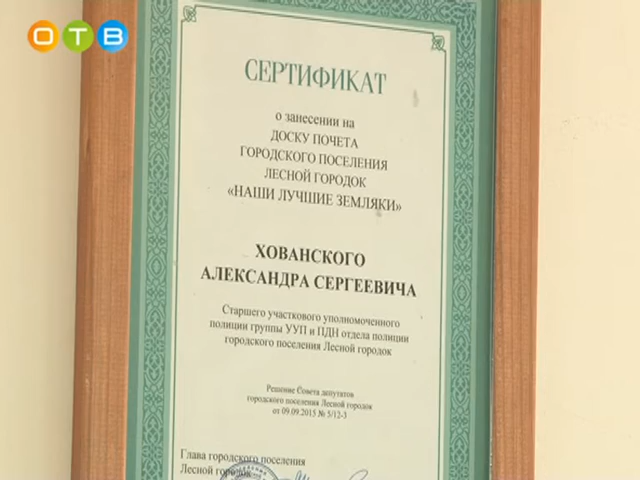 ОТВ
СЕРТИФИКАТ
о занесении на
ДОСКУ ПОЧЕТА
ГОРОДСКОГО ПОСЕЛЕНИЯ
ЛЕСНОЙ ГОРОДОК
«НАШИ ЛУЧШИЕ ЗЕМЛЯКИ»
ХОВАНСКОГО
АЛЕКСАНДРА СЕРГЕЕВИЧА
Старшего участкового уполномоченного
полиции группы УУП и ПДН отдела полиции
городского поселения Лесной городок
Решение Совета депутатов
городского поселения Лесной городок
от 09.09.2015 № 5/12-3
Глава городского поселения
Лесной городок